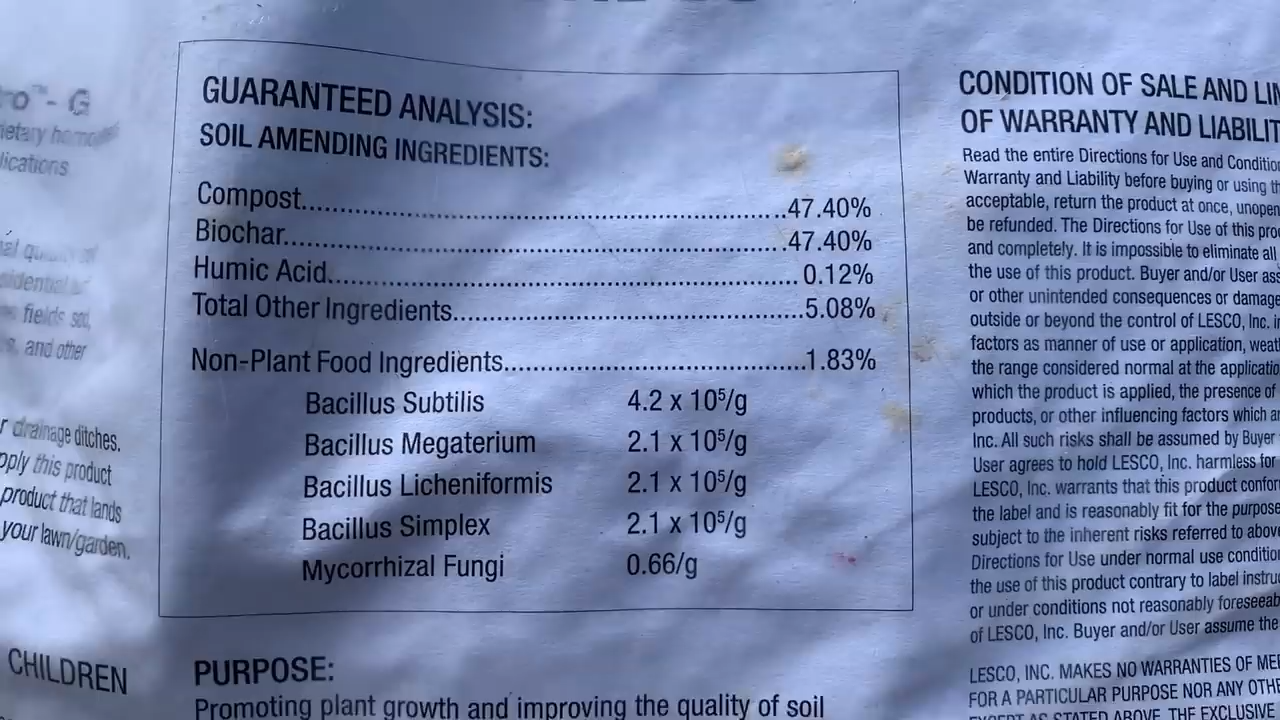 ro™- G
lications
r drainage ditches.
pply this product
product that lands
your lawn/garden.
CHILDREN
GUARANTEED ANALYSIS:
SOIL AMENDING INGREDIENTS:
Compost..........47.40%
Biochar..........47.40%
Humic Acid..........0.12%
Total Other Ingredients..........5.08%
Non-Plant Food Ingredients..........1.83%
Bacillus Subtilis 4.2 x 10⁵/g
Bacillus Megaterium 2.1 x 10⁵/g
Bacillus Licheniformis 2.1 x 10⁵/g
Bacillus Simplex 2.1 x 10⁵/g
Mycorrhizal Fungi 0.66/g
PURPOSE:
Promoting plant growth and improving the quality of soil
CONDITION OF SALE AND LIM
OF WARRANTY AND LIABILIT
Read the entire Directions for Use and Condition
Warranty and Liability before buying or using th
acceptable, return the product at once, unopen
be refunded. The Directions for Use of this pro
and completely. It is impossible to eliminate all
the use of this product. Buyer and/or User ass
or other unintended consequences or damage
outside or beyond the control of LESCO, Inc. i
factors as manner of use or application, weat
the range considered normal at the applicatio
which the product is applied, the presence of
products, or other influencing factors which a
Inc. All such risks shall be assumed by Buyer
User agrees to hold LESCO, Inc. harmless for
LESCO, Inc. warrants that this product confor
the label and is reasonably fit for the purpose
subject to the inherent risks referred to above
Directions for Use under normal use condition
the use of this product contrary to label instru
or under conditions not reasonably foreseeab
of LESCO, Inc. Buyer and/or User assume the
LESCO, INC. MAKES NO WARRANTIES OF ME
FOR A PARTICULAR PURPOSE NOR ANY OTHE
EXCEPT AS STATED ABOVE. THE EXCLUSIVE